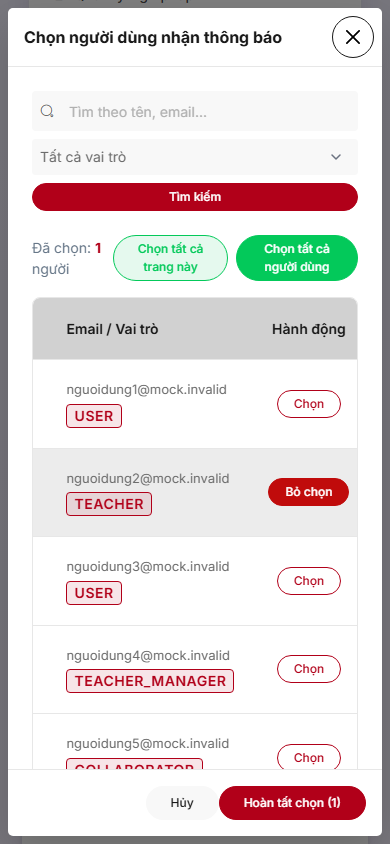 Chọn người dùng nhận thông báo
Tìm theo tên, email...
Tất cả vai trò
Tìm kiếm
Đã chọn: 1
người
Chọn tất cả
trang này
Chọn tất cả
người dùng
Email / Vai trò
Hành động
nguoidung1@mock.invalid
USER
Chọn
nguoidung2@mock.invalid
TEACHER
Bỏ chọn
nguoidung3@mock.invalid
USER
Chọn
nguoidung4@mock.invalid
TEACHER_MANAGER
Chọn
nguoidung5@mock.invalid
COLLABORATOR
Chọn
Hủy
Hoàn tất chọn (1)